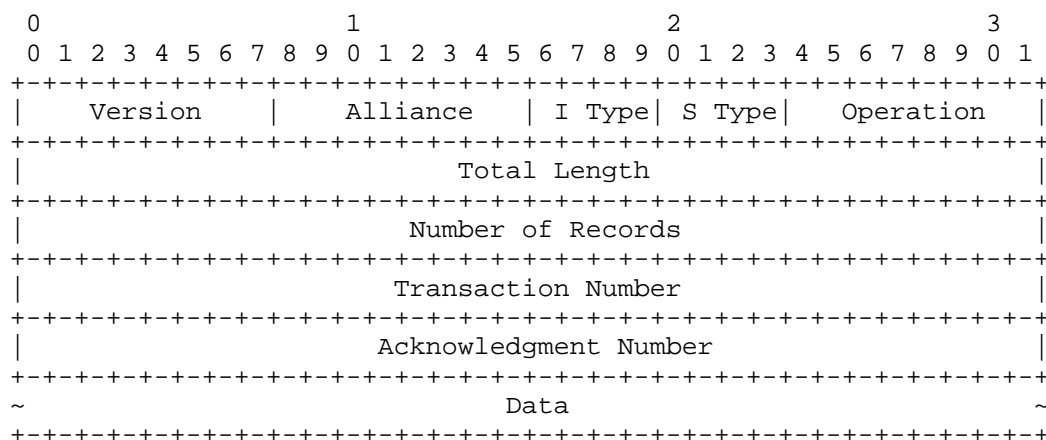 0                   1                   2                   3
 0 1 2 3 4 5 6 7 8 9 0 1 2 3 4 5 6 7 8 9 0 1 2 3 4 5 6 7 8 9 0 1
+-+-+-+-+-+-+-+-+-+-+-+-+-+-+-+-+-+-+-+-+-+-+-+-+-+-+-+-+-+-+-+-+
|    Version    |    Alliance   | I Type| S Type|   Operation   |
+-+-+-+-+-+-+-+-+-+-+-+-+-+-+-+-+-+-+-+-+-+-+-+-+-+-+-+-+-+-+-+-+
|                           Total Length                        |
+-+-+-+-+-+-+-+-+-+-+-+-+-+-+-+-+-+-+-+-+-+-+-+-+-+-+-+-+-+-+-+-+
|                        Number of Records                      |
+-+-+-+-+-+-+-+-+-+-+-+-+-+-+-+-+-+-+-+-+-+-+-+-+-+-+-+-+-+-+-+-+
|                       Transaction Number                      |
+-+-+-+-+-+-+-+-+-+-+-+-+-+-+-+-+-+-+-+-+-+-+-+-+-+-+-+-+-+-+-+-+
|                      Acknowledgment Number                    |
+-+-+-+-+-+-+-+-+-+-+-+-+-+-+-+-+-+-+-+-+-+-+-+-+-+-+-+-+-+-+-+-+
~                              Data                             ~
+-+-+-+-+-+-+-+-+-+-+-+-+-+-+-+-+-+-+-+-+-+-+-+-+-+-+-+-+-+-+-+-+